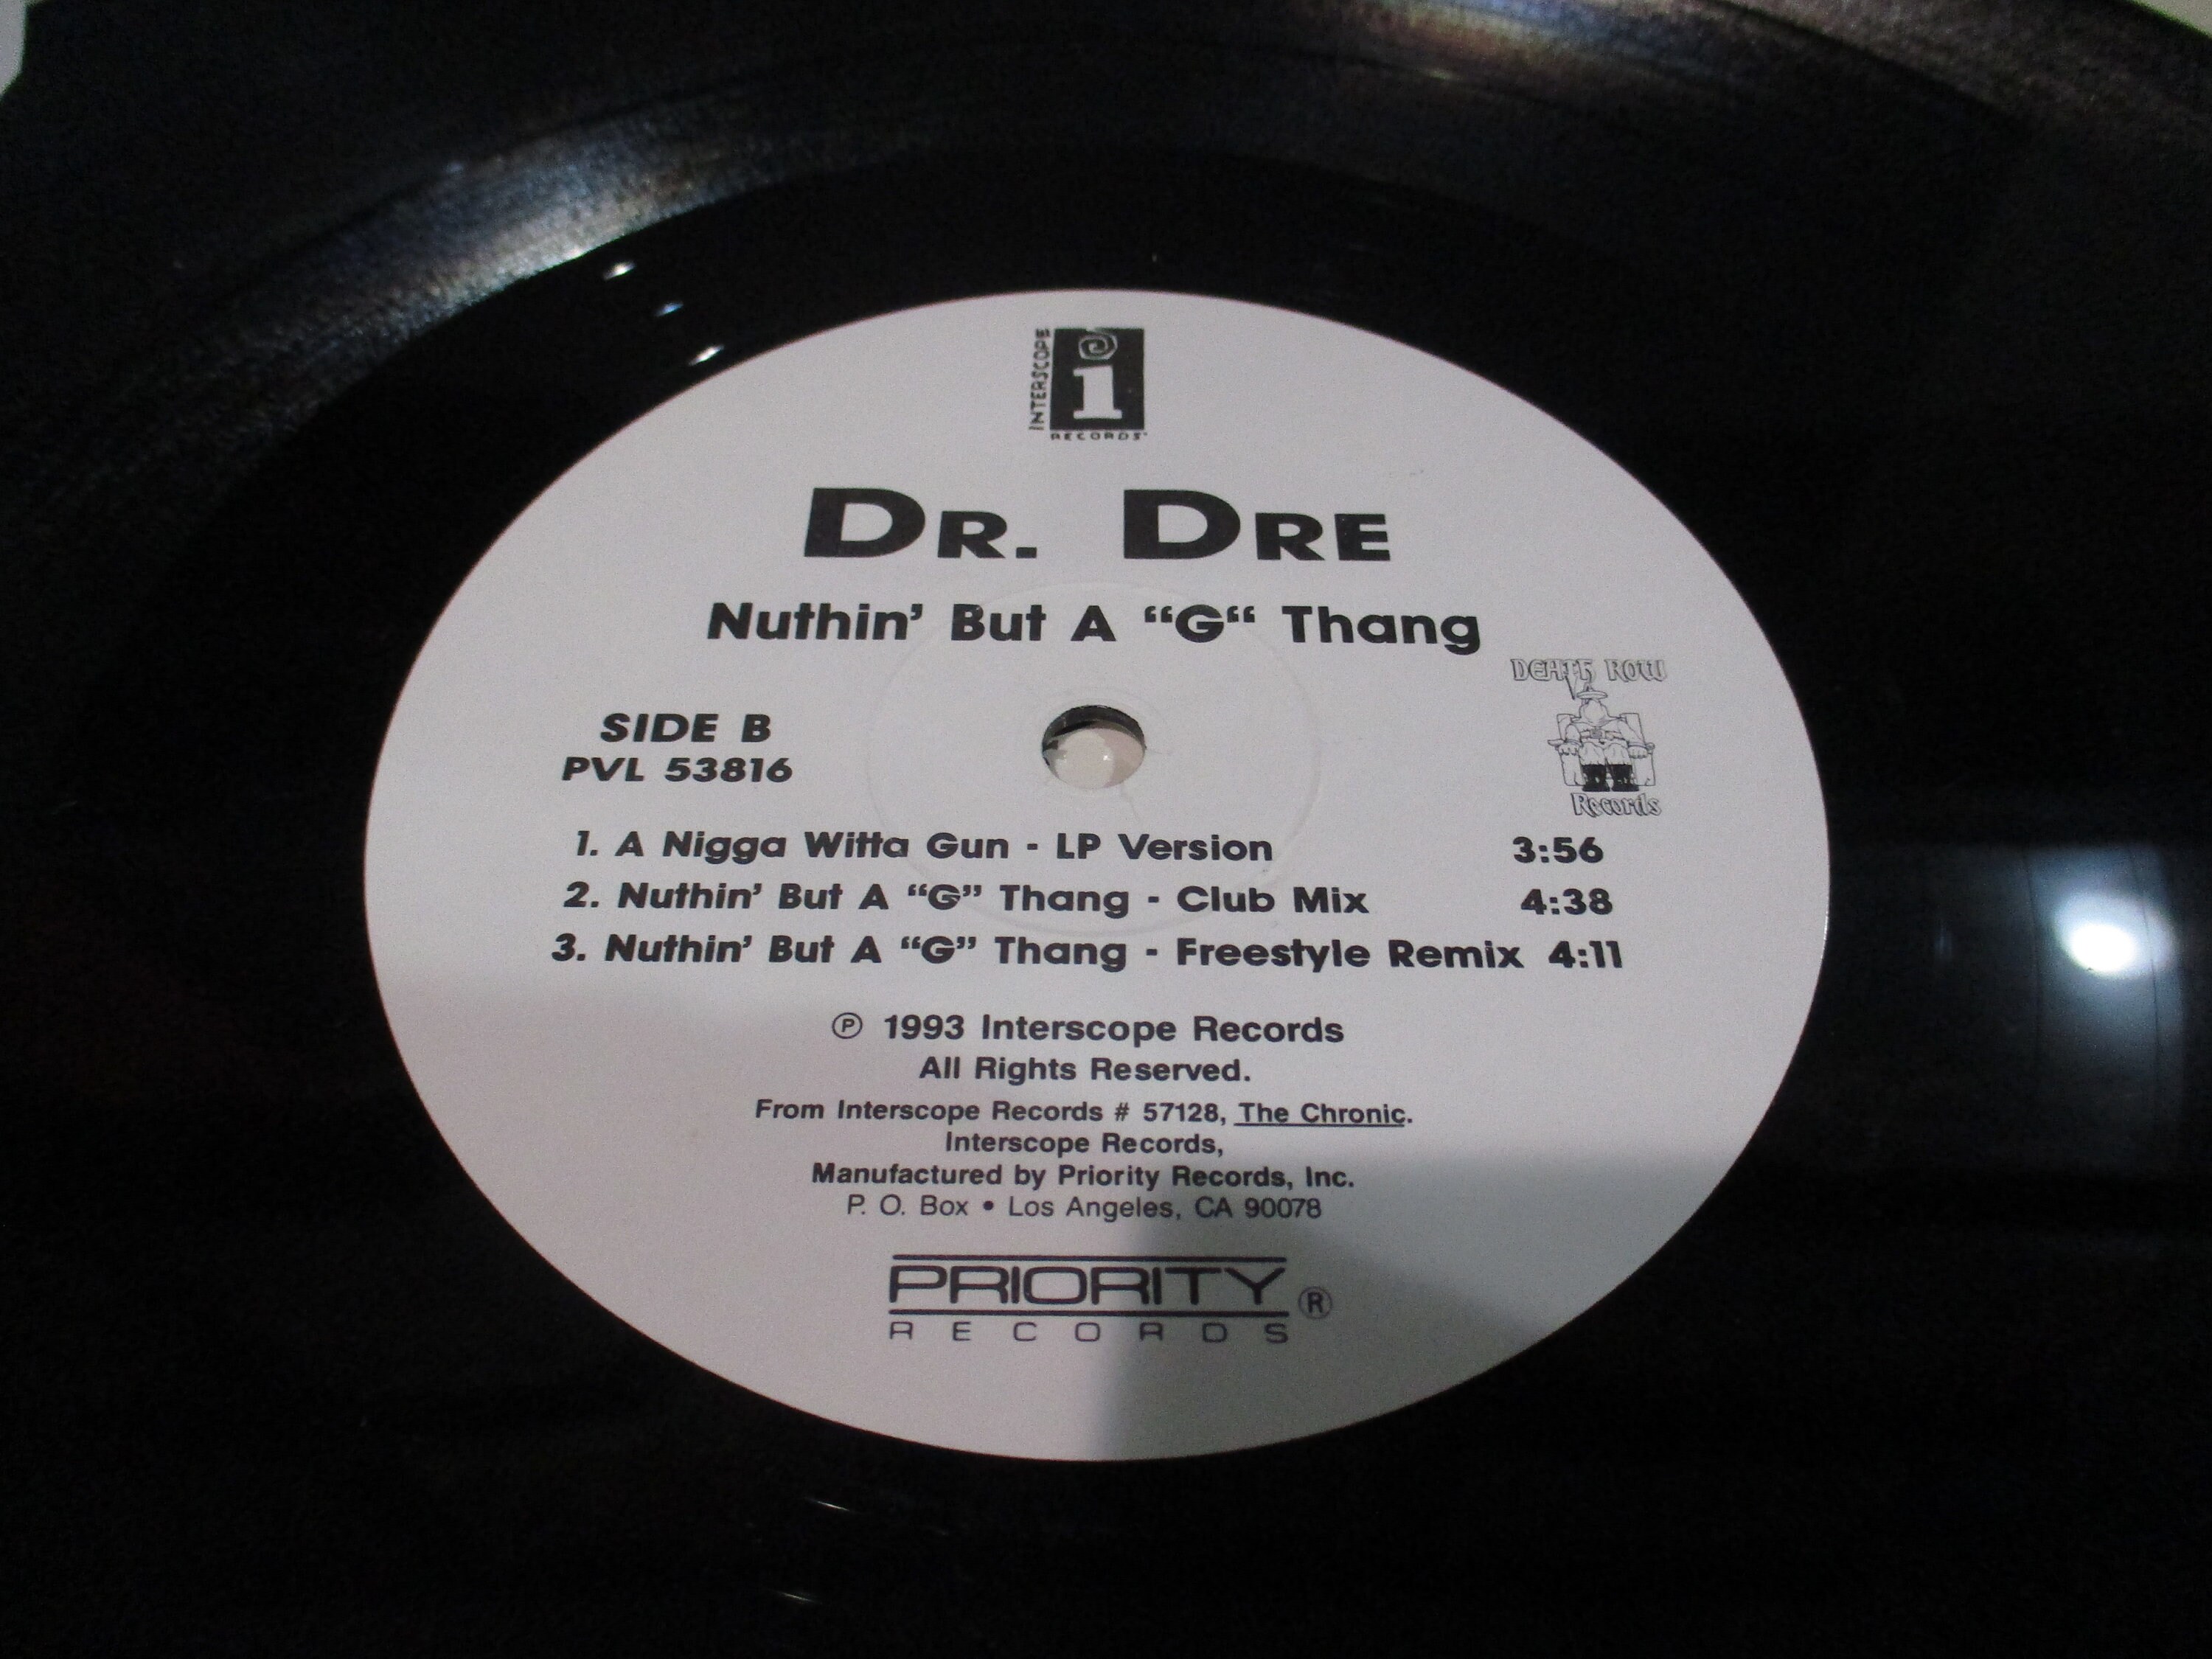 INTERSCOPE
i
RECORDS
DR. DRE
Nuthin' But A “G“ Thang
DEATH ROW
Records
SIDE B
PVL 53816
1. A Nigga Witta Gun - LP Version 3:56
2. Nuthin' But A “G” Thang - Club Mix 4:38
3. Nuthin' But A “G” Thang - Freestyle Remix 4:11
Ⓟ 1993 Interscope Records
All Rights Reserved.
From Interscope Records # 57128, The Chronic.
Interscope Records,
Manufactured by Priority Records, Inc.
P. O. Box • Los Angeles, CA 90078
PRIORITY ®
RECORDS